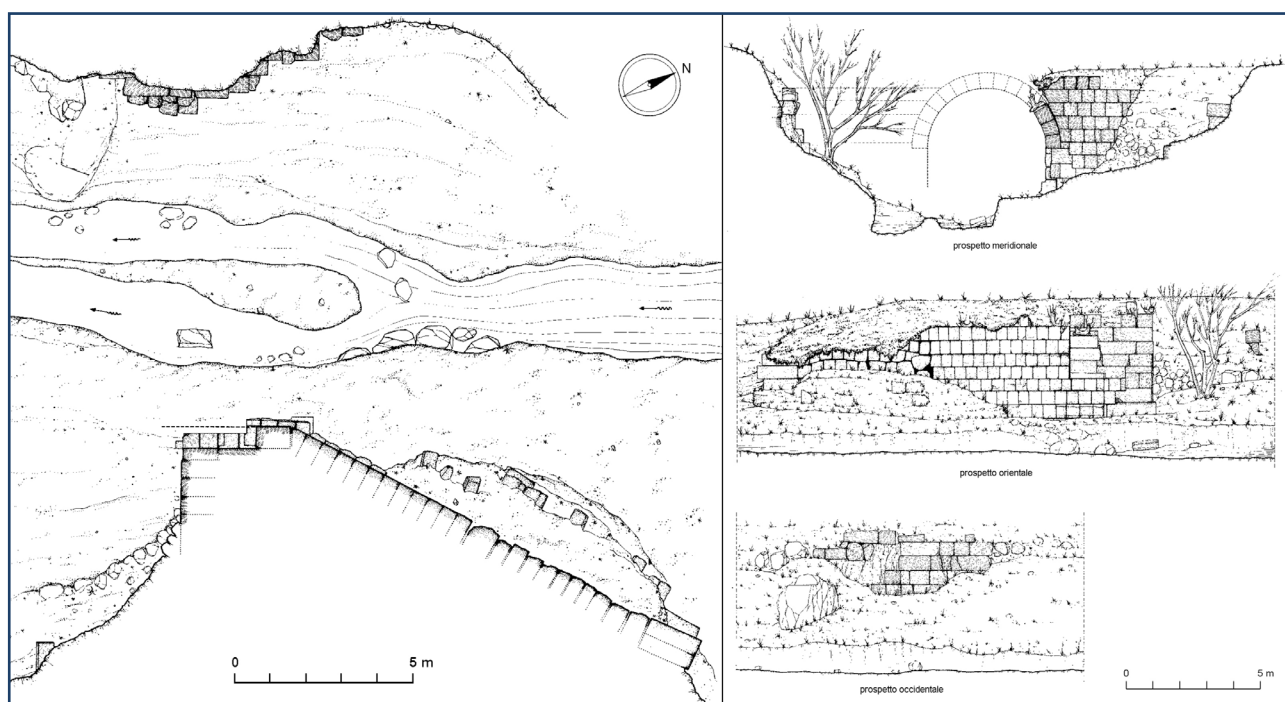 N
0 5 m
prospetto meridionale
prospetto orientale
prospetto occidentale
0 5 m